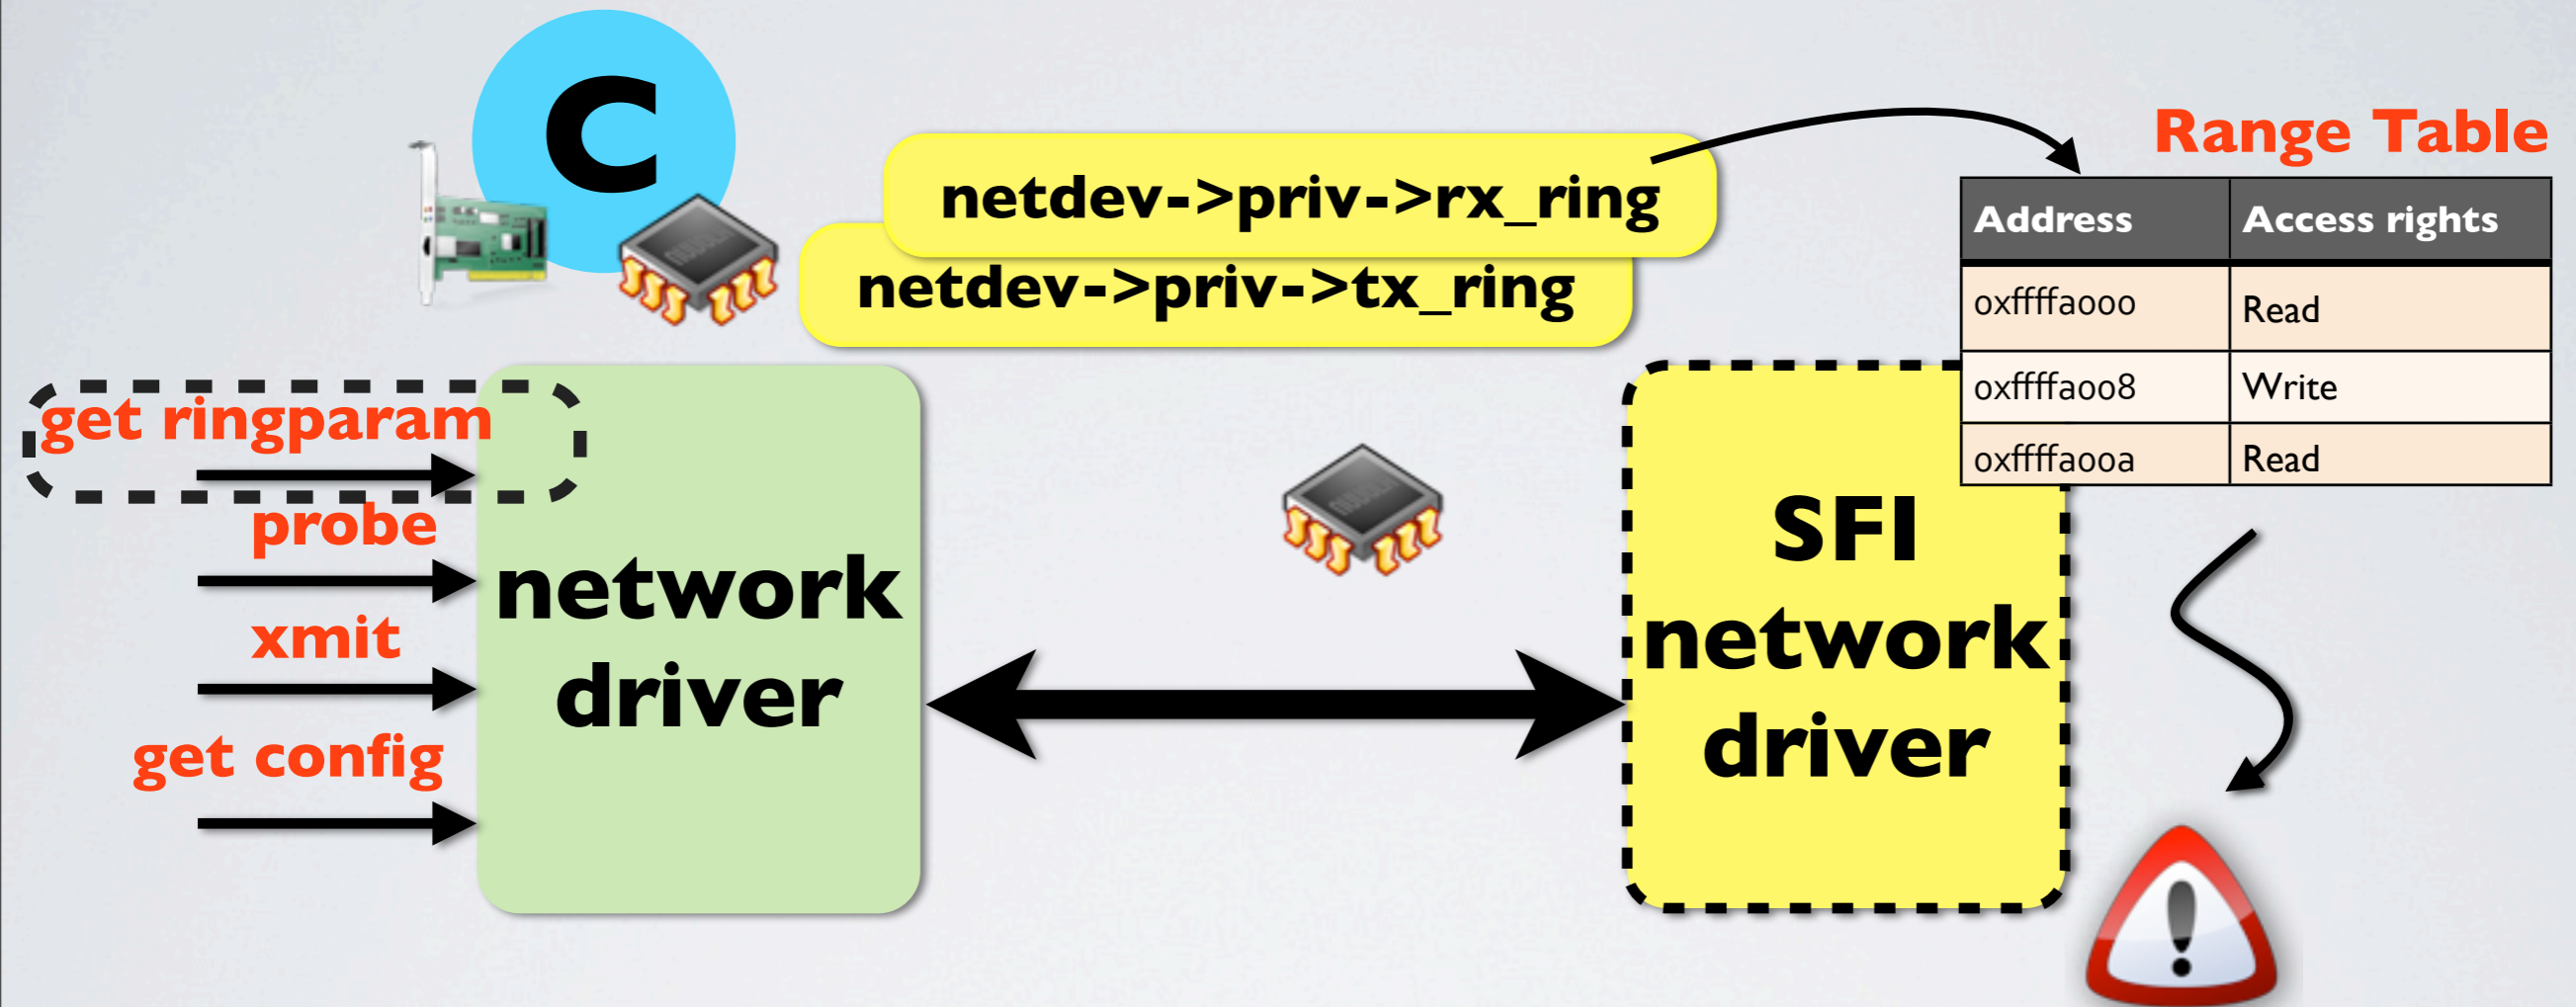 C
netdev->priv->rx_ring
netdev->priv->tx_ring
Range Table
Address Access rights
0xffffa000 Read
0xffffa008 Write
0xffffa00a Read
get ringparam
probe
xmit
get config
network
driver
SFI
network
driver